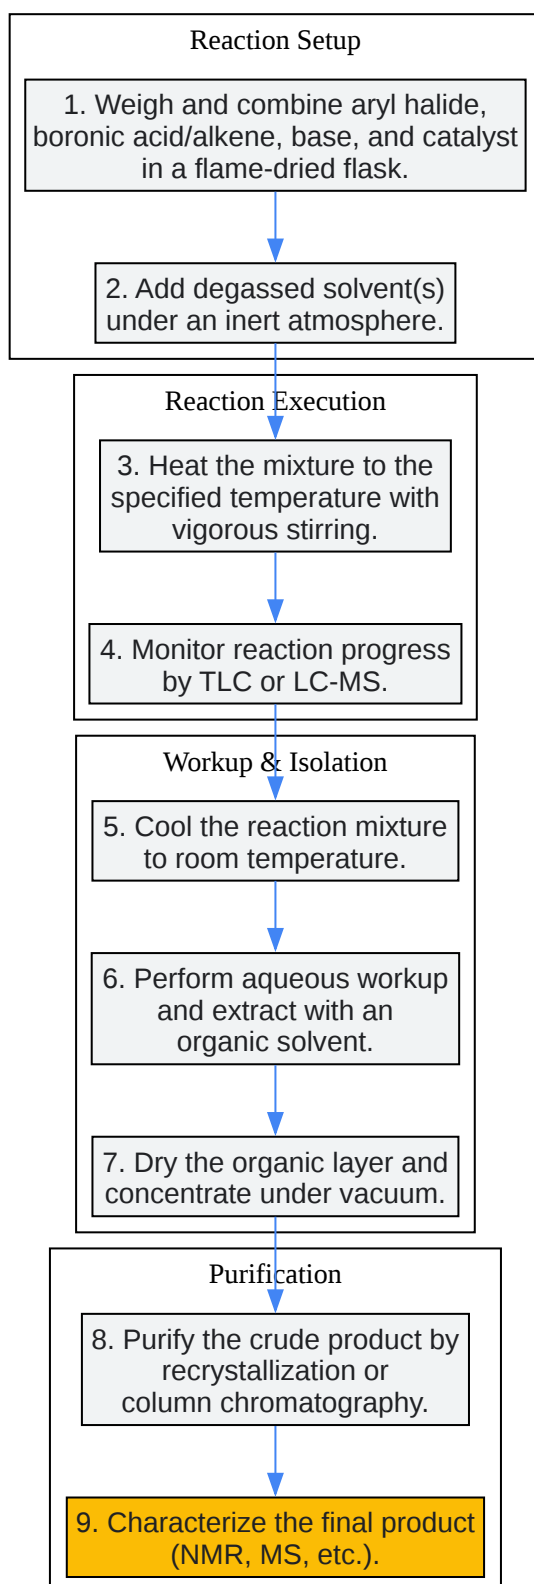 Reaction Setup
1. Weigh and combine aryl halide,
boronic acid/alkene, base, and catalyst
in a flame-dried flask.
2. Add degassed solvent(s)
under an inert atmosphere.
Reaction Execution
3. Heat the mixture to the
specified temperature with
vigorous stirring.
4. Monitor reaction progress
by TLC or LC-MS.
Workup & Isolation
5. Cool the reaction mixture
to room temperature.
6. Perform aqueous workup
and extract with an
organic solvent.
7. Dry the organic layer and
concentrate under vacuum.
Purification
8. Purify the crude product by
recrystallization or
column chromatography.
9. Characterize the final product
(NMR, MS, etc.).